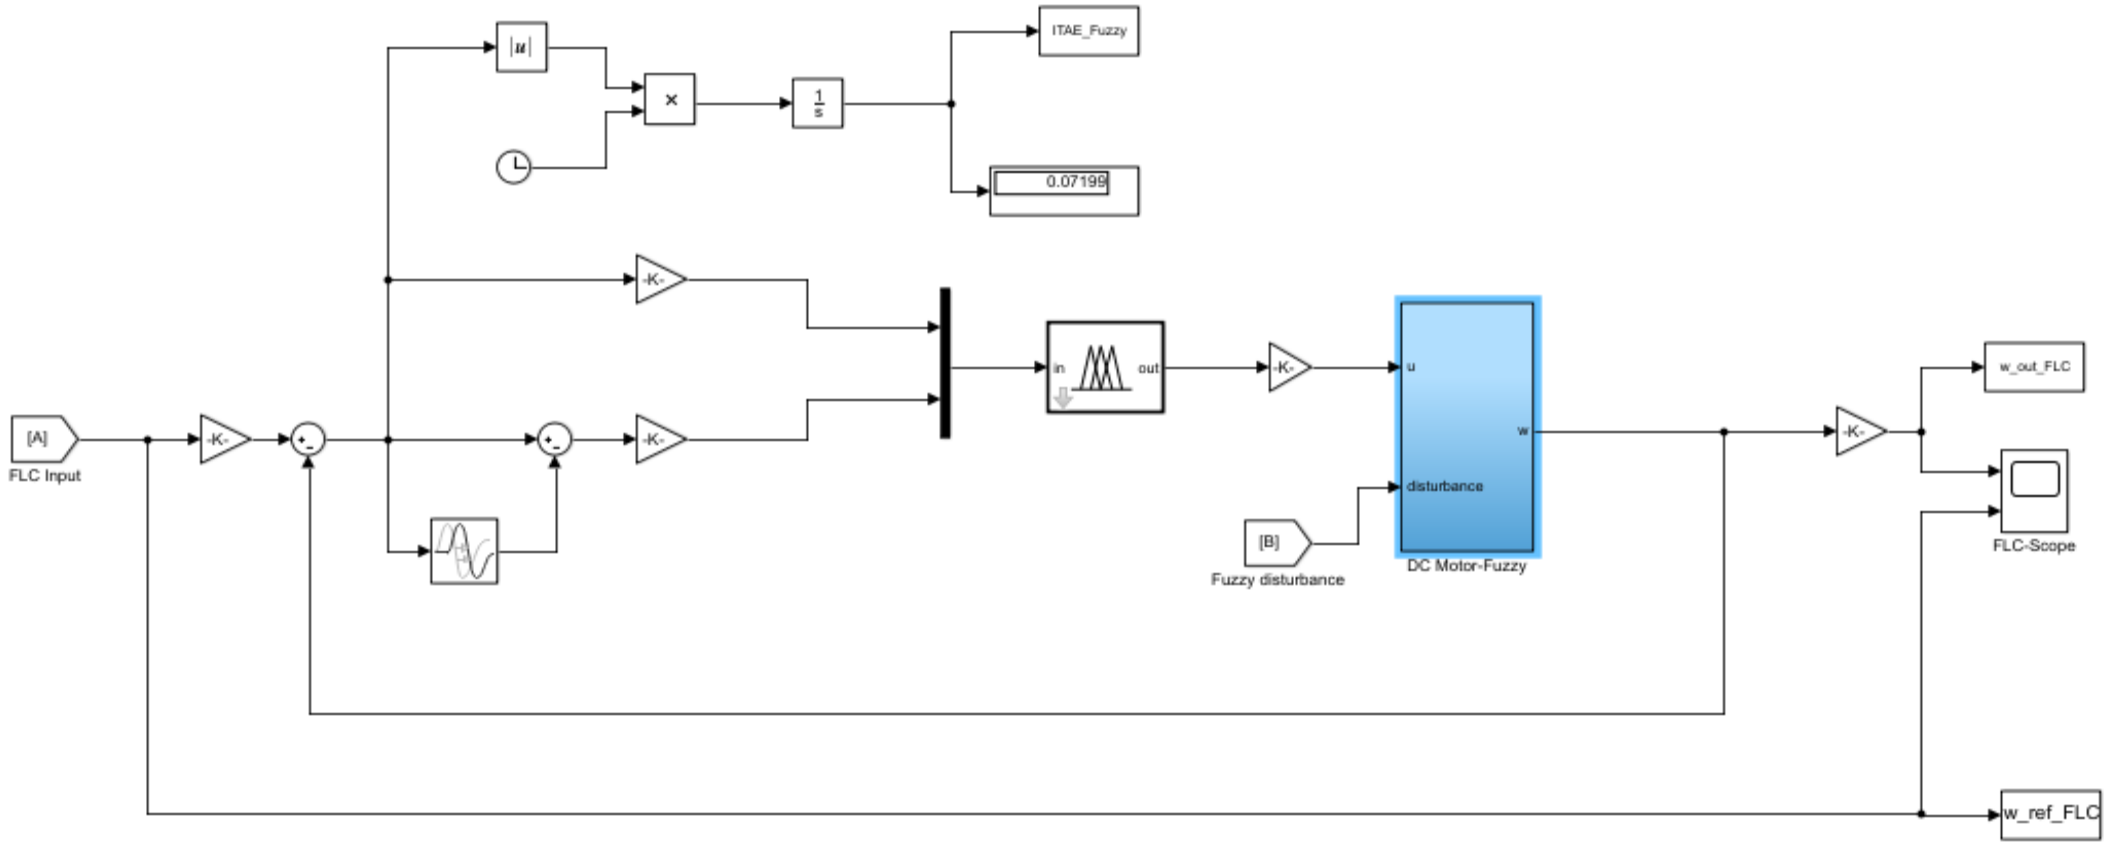 ITAE_Fuzzy
|u|
×
1
s
0.07199
-K-
in
out
-K-
u
w
disturbance
DC Motor-Fuzzy
w_out_FLC
[A]
FLC Input
-K-
+
-
+
-
-K-
-K-
FLC-Scope
[B]
Fuzzy disturbance
w_ref_FLC